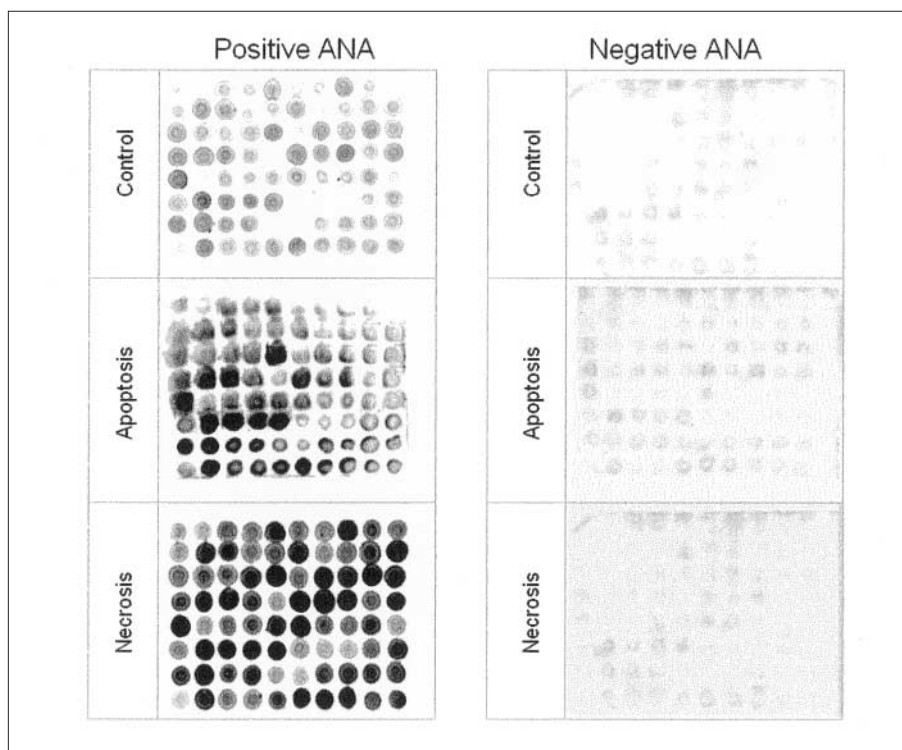 Positive ANA
Negative ANA
Control
Control
Apoptosis
Apoptosis
Necrosis
Necrosis